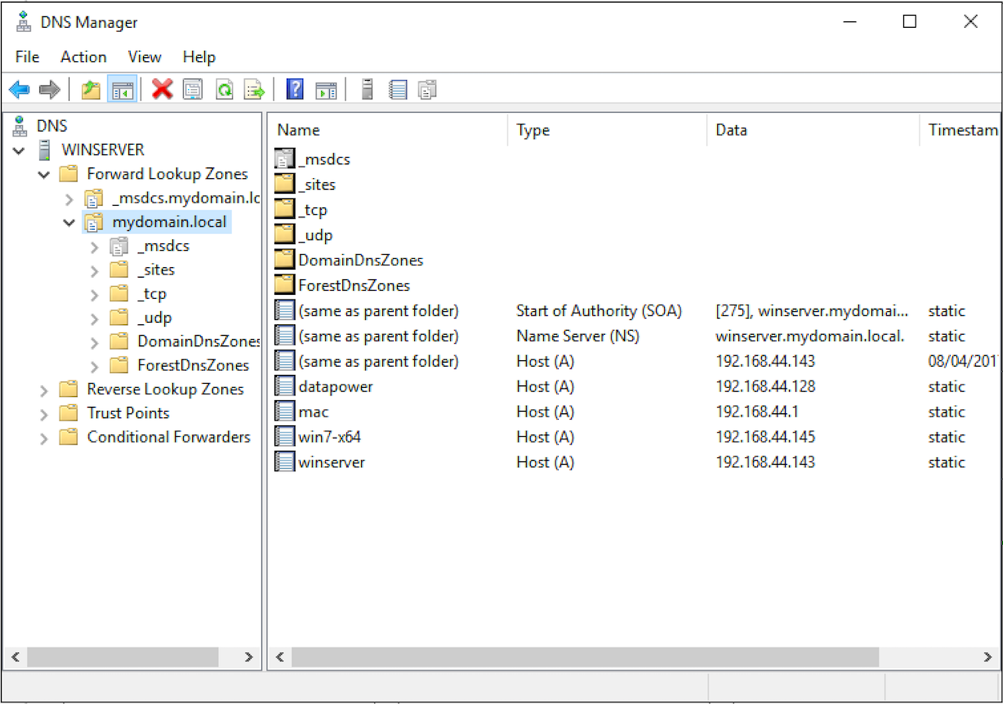 DNS Manager
File Action View Help
DNS
WINSERVER
Forward Lookup Zones
_msdcs.mydomain.lc
mydomain.local
_msdcs
_sites
_tcp
_udp
DomainDnsZones
ForestDnsZones
Reverse Lookup Zones
Trust Points
Conditional Forwarders
Name Type Data Timestam
_msdcs
_sites
_tcp
_udp
DomainDnsZones
ForestDnsZones
(same as parent folder) Start of Authority (SOA) [275], winserver.mydomai... static
(same as parent folder) Name Server (NS) winserver.mydomain.local. static
(same as parent folder) Host (A) 192.168.44.143 08/04/201
datapower Host (A) 192.168.44.128 static
mac Host (A) 192.168.44.1 static
win7-x64 Host (A) 192.168.44.145 static
winserver Host (A) 192.168.44.143 static